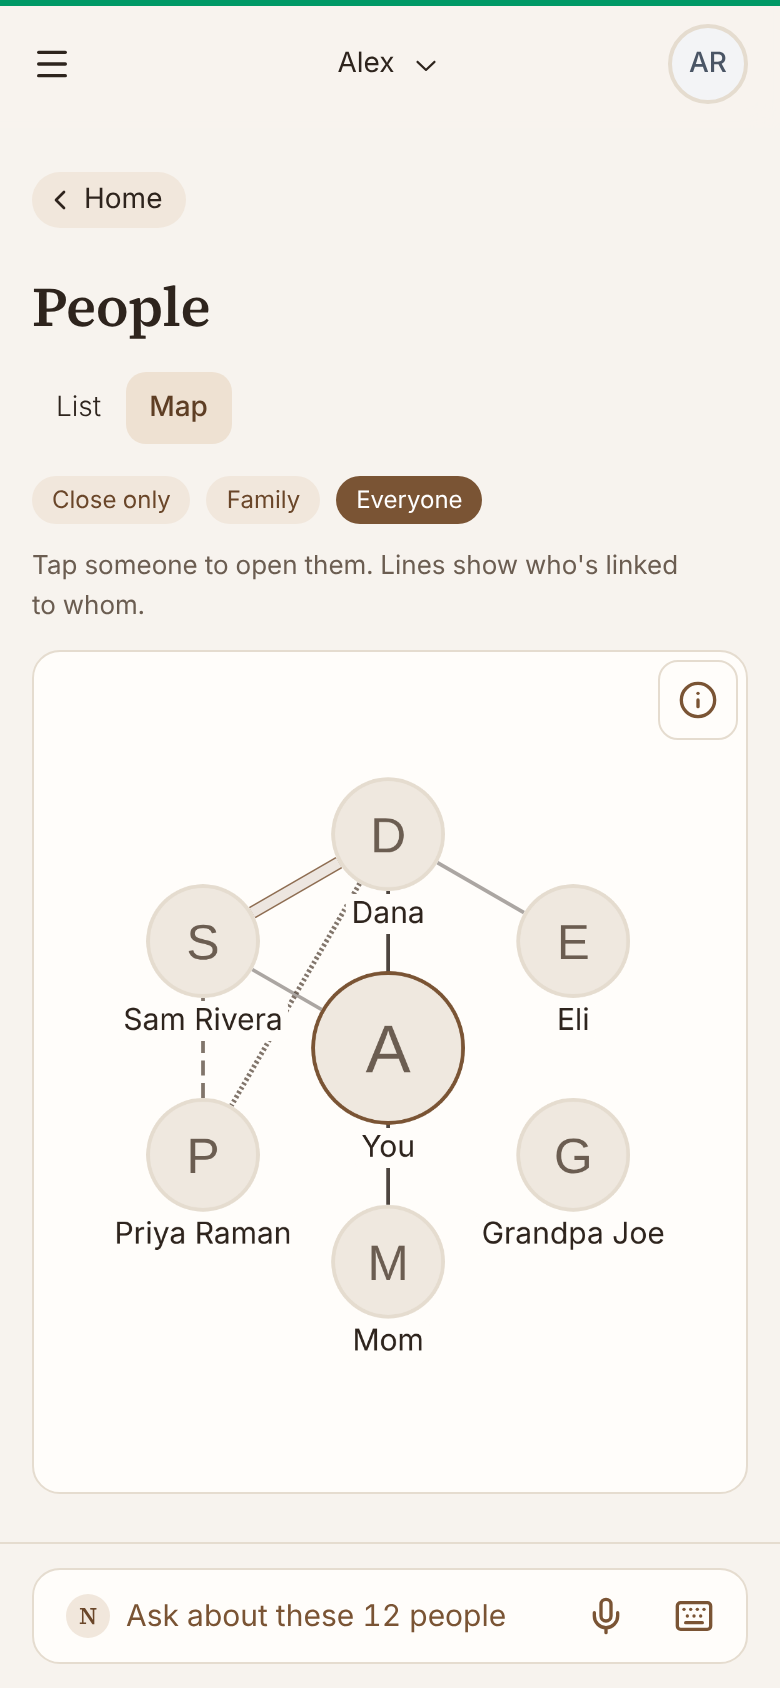 Alex
AR
Home
People
List
Map
Close only
Family
Everyone
Tap someone to open them. Lines show who's linked
to whom.
D
Dana
S
E
Sam Rivera
Eli
A
You
P
G
Priya Raman
Grandpa Joe
M
Mom
N
Ask about these 12 people